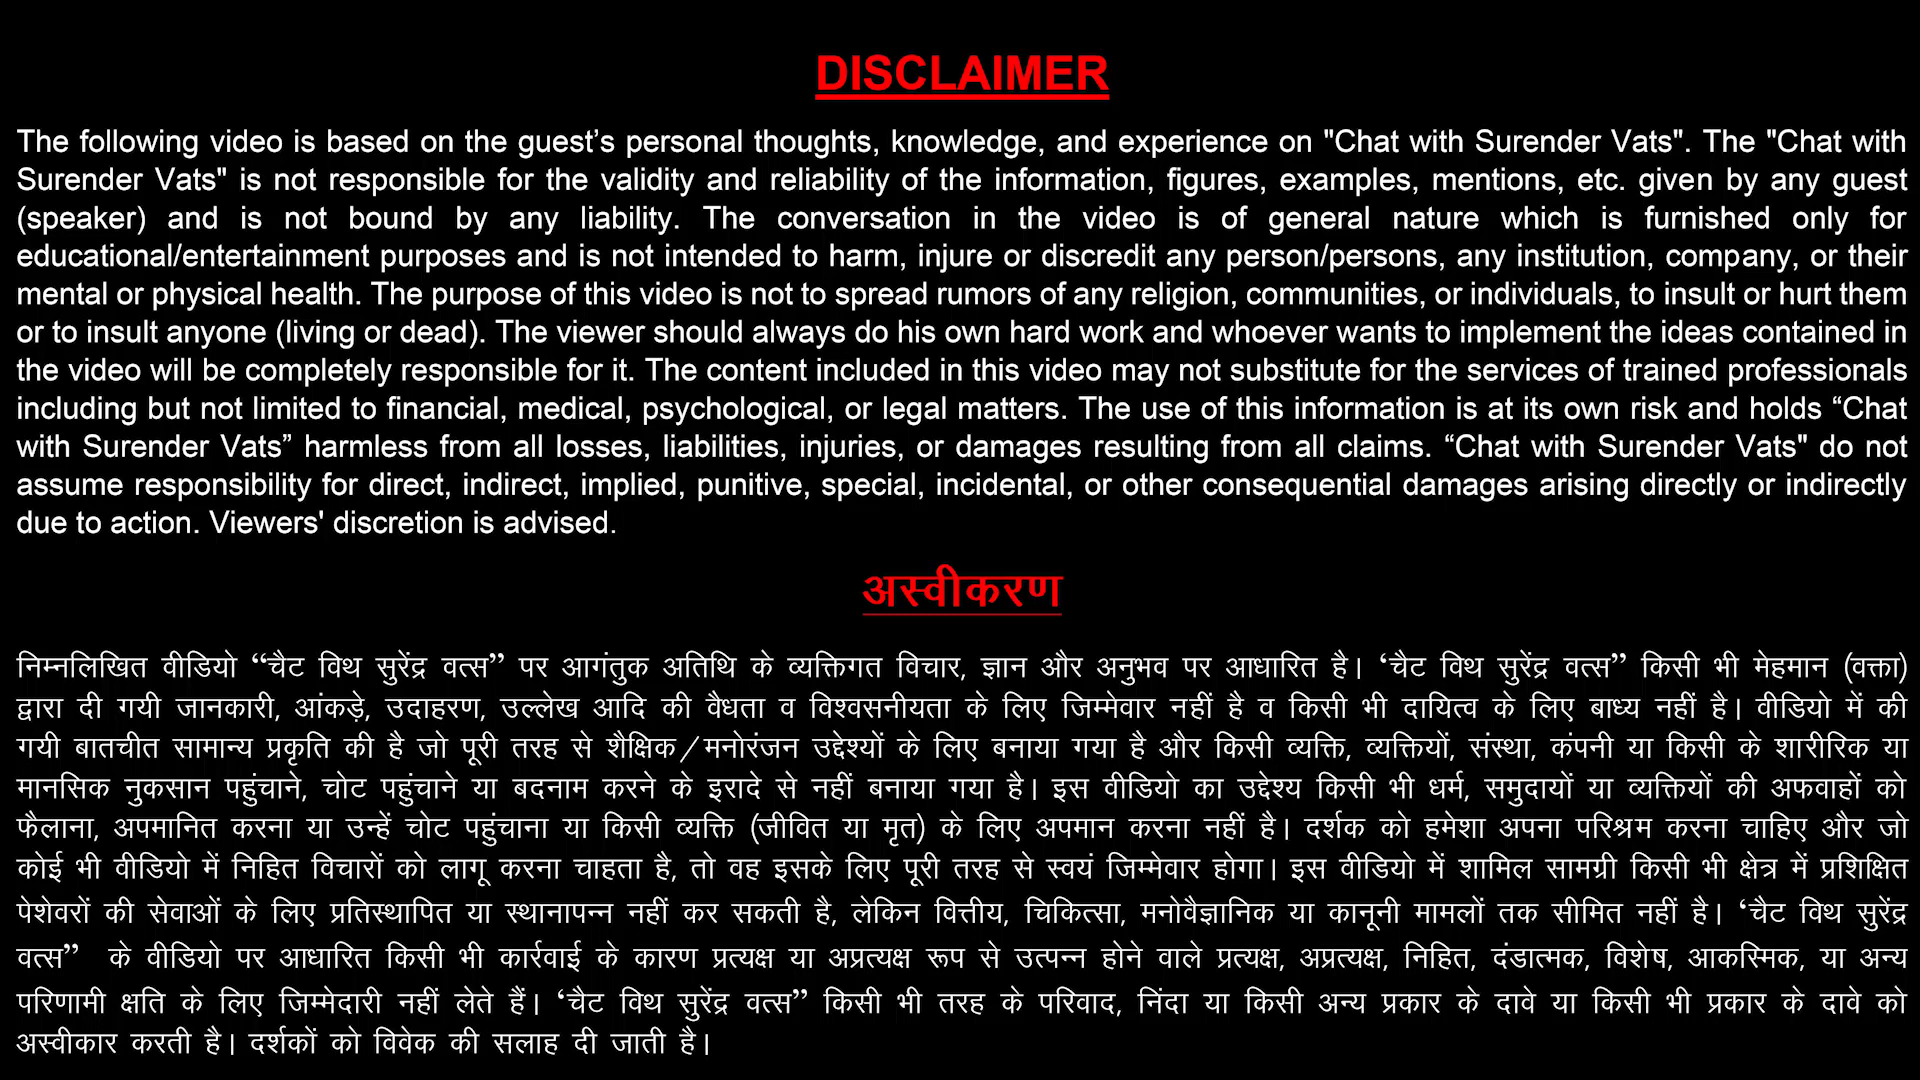 DISCLAIMER
The following video is based on the guest’s personal thoughts, knowledge, and experience on "Chat with Surender Vats". The "Chat with
Surender Vats" is not responsible for the validity and reliability of the information, figures, examples, mentions, etc. given by any guest
(speaker) and is not bound by any liability. The conversation in the video is of general nature which is furnished only for
educational/entertainment purposes and is not intended to harm, injure or discredit any person/persons, any institution, company, or their
mental or physical health. The purpose of this video is not to spread rumors of any religion, communities, or individuals, to insult or hurt them
or to insult anyone (living or dead). The viewer should always do his own hard work and whoever wants to implement the ideas contained in
the video will be completely responsible for it. The content included in this video may not substitute for the services of trained professionals
including but not limited to financial, medical, psychological, or legal matters. The use of this information is at its own risk and holds “Chat
with Surender Vats” harmless from all losses, liabilities, injuries, or damages resulting from all claims. “Chat with Surender Vats" do not
assume responsibility for direct, indirect, implied, punitive, special, incidental, or other consequential damages arising directly or indirectly
due to action. Viewers' discretion is advised.
अस्वीकरण
निम्नलिखित वीडियो “चैट विथ सुरेंद्र वत्स” पर आगंतुक अतिथि के व्यक्तिगत विचार, ज्ञान और अनुभव पर आधारित है। ‘चैट विथ सुरेंद्र वत्स” किसी भी मेहमान (वक्ता)
द्वारा दी गयी जानकारी, आंकड़े, उदाहरण, उल्लेख आदि की वैधता व विश्वसनीयता के लिए जिम्मेवार नहीं है व किसी भी दायित्व के लिए बाध्य नहीं है। वीडियो में की
गयी बातचीत सामान्य प्रकृति की है जो पूरी तरह से शैक्षिक/मनोरंजन उद्देश्यों के लिए बनाया गया है और किसी व्यक्ति, व्यक्तियों, संस्था, कंपनी या किसी के शारीरिक या
मानसिक नुकसान पहुंचाने, चोट पहुंचाने या बदनाम करने के इरादे से नहीं बनाया गया है। इस वीडियो का उद्देश्य किसी भी धर्म, समुदायों या व्यक्तियों की अफवाहों को
फैलाना, अपमानित करना या उन्हें चोट पहुंचाना या किसी व्यक्ति (जीवित या मृत) के लिए अपमान करना नहीं है। दर्शक को हमेशा अपना परिश्रम करना चाहिए और जो
कोई भी वीडियो में निहित विचारों को लागू करना चाहता है, तो वह इसके लिए पूरी तरह से स्वयं जिम्मेवार होगा। इस वीडियो में शामिल सामग्री किसी भी क्षेत्र में प्रशिक्षित
पेशेवरों की सेवाओं के लिए प्रतिस्थापित या स्थानापन्न नहीं कर सकती है, लेकिन वित्तीय, चिकित्सा, मनोवैज्ञानिक या कानूनी मामलों तक सीमित नहीं है। ‘चैट विथ सुरेंद्र
वत्स” के वीडियो पर आधारित किसी भी कार्रवाई के कारण प्रत्यक्ष या अप्रत्यक्ष रूप से उत्पन्न होने वाले प्रत्यक्ष, अप्रत्यक्ष, निहित, दंडात्मक, विशेष, आकस्मिक, या अन्य
परिणामी क्षति के लिए जिम्मेदारी नहीं लेते हैं। ‘चैट विथ सुरेंद्र वत्स” किसी भी तरह के परिवाद, निंदा या किसी अन्य प्रकार के दावे या किसी भी प्रकार के दावे को
अस्वीकार करती है। दर्शकों को विवेक की सलाह दी जाती है।